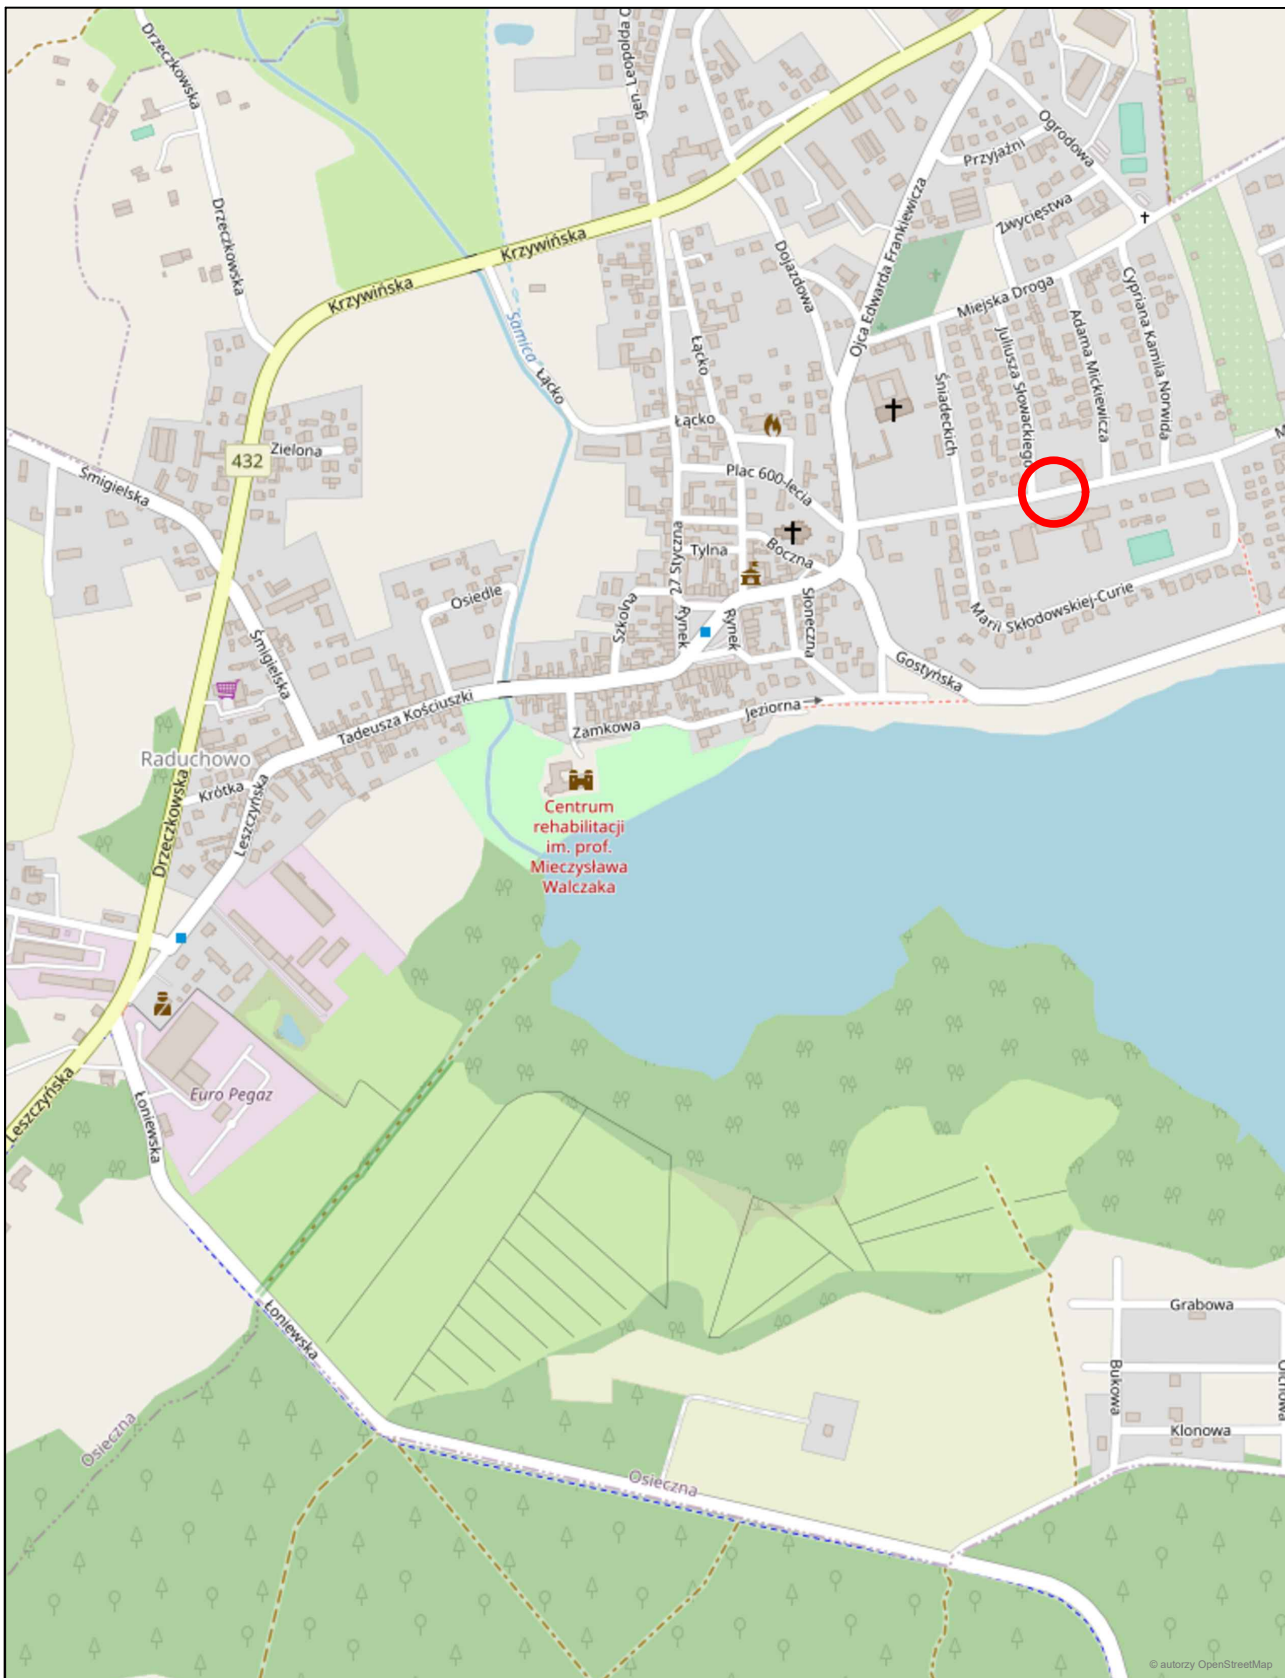 Drzeczkowska
gen. Leopolda O
Ogrodowa
Przyjaźni
Ojca Edwarda Frankiewicza
Zwycięstwa
Drzeczkowska
Krzywińska
Krzywińska
Dojazdowa
Miejska Droga
Cypriana Kamila Norwida
Adama Mickiewicza
Juliusza Słowackiego
Samica
Łącko
Łącko
Łącko
Śniadeckich
Zielona
432
Śmigielska
Plac 600-lecia
M
27 Stycznia
Tylna
Boczna
Osiedle
Szkolna
Rynek
Rynek
Słoneczna
Marii Skłodowskiej-Curie
Śmigielska
Gostyńska
Tadeusza Kościuszki
Zamkowa
Jeziorna
Raduchowo
Krótka
Leszczyńska
Drzeczkowska
Centrum
rehabilitacji
im. prof.
Mieczysława
Walczaka
Euro Pegaz
Leszczyńska
Łoniewska
Łoniewska
Grabowa
Bukowa
Olchowa
Klonowa
Osieczna
Osieczna
© autorzy OpenStreetMap